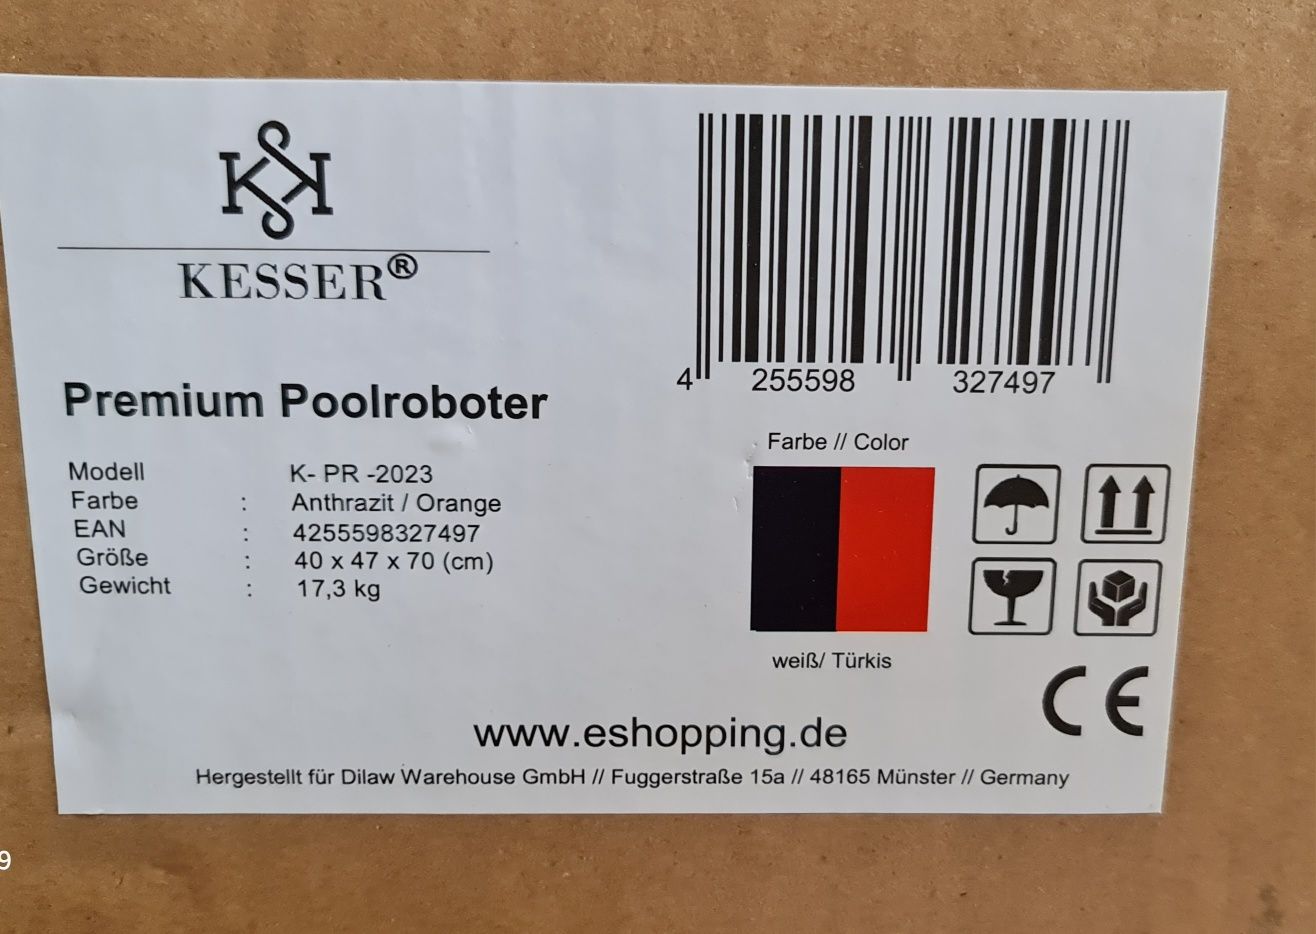 KESSER®
Premium Poolroboter
Modell K- PR -2023
Farbe : Anthrazit / Orange
EAN : 4255598327497
Größe : 40 x 47 x 70 (cm)
Gewicht : 17,3 kg
4 255598 327497
Farbe // Color
weiß/ Türkis
CE
www.eshopping.de
Hergestellt für Dilaw Warehouse GmbH // Fuggerstraße 15a // 48165 Münster // Germany
9